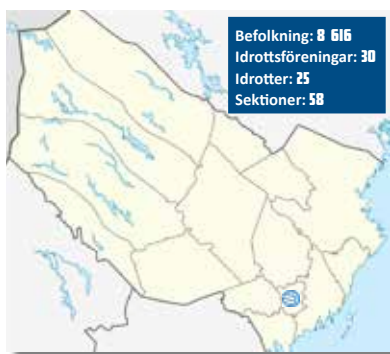 Befolkning: 8 616
Idrottsföreningar: 30
Idrotter: 25
Sektioner: 58